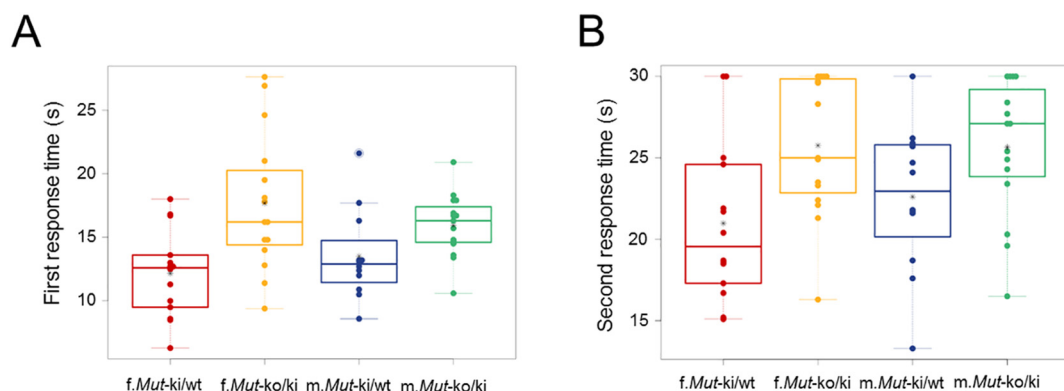 A
First response time (s)
25
20
15
10
f.Mut-ki/wt f.Mut-ko/ki m.Mut-ki/wt m.Mut-ko/ki
B
Second response time (s)
30
25
20
15
f.Mut-ki/wt f.Mut-ko/ki m.Mut-ki/wt m.Mut-ko/ki